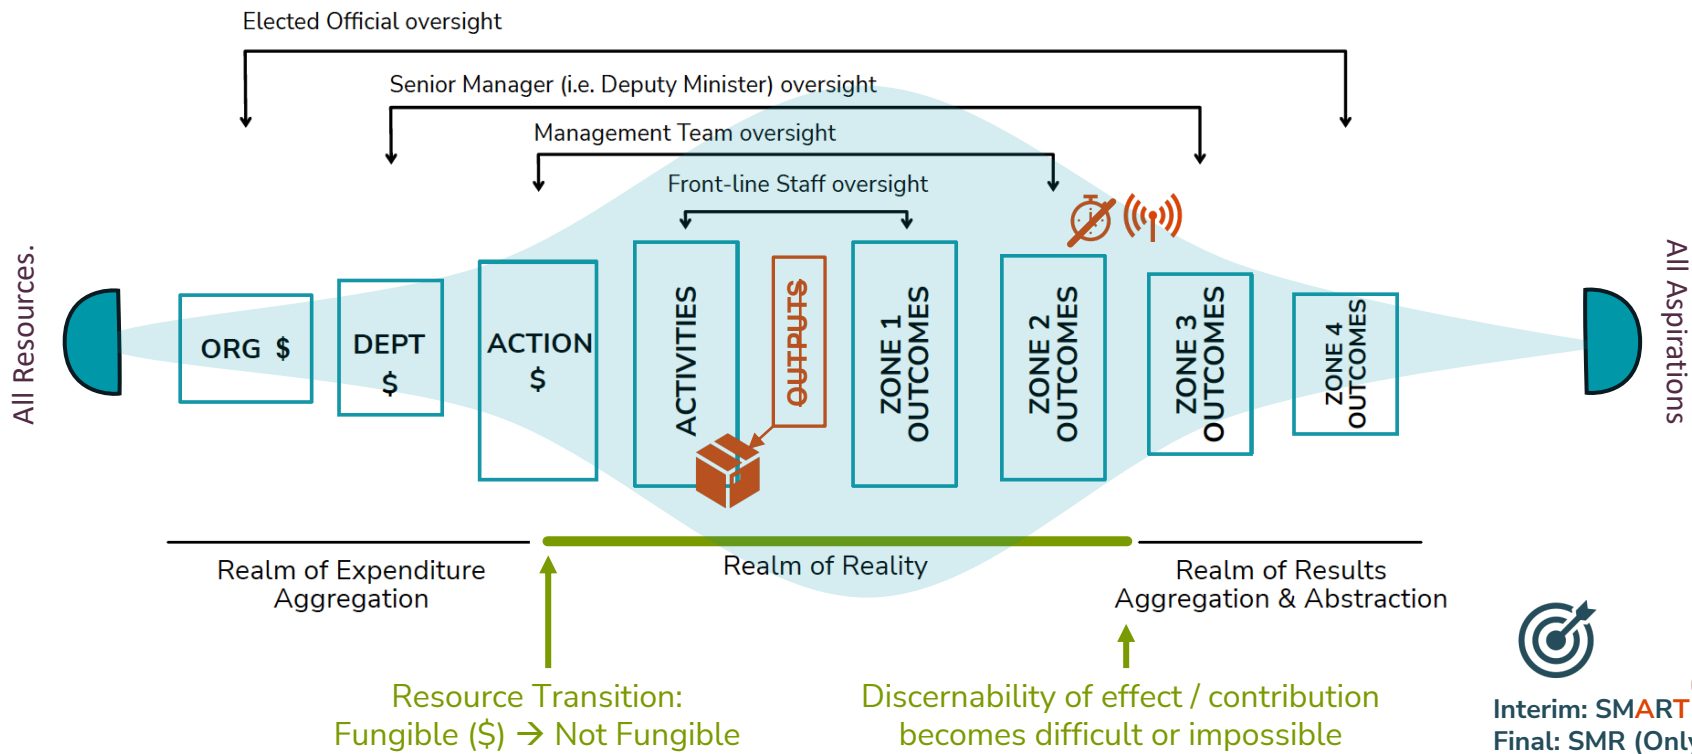 Elected Official oversight
Senior Manager (i.e. Deputy Minister) oversight
Management Team oversight
Front-line Staff oversight
All Resources.
ORG $
DEPT
$
ACTION
$
ACTIVITIES
OUTPUTS
ZONE 1
OUTCOMES
ZONE 2
OUTCOMES
ZONE 3
OUTCOMES
ZONE 4
OUTCOMES
All Aspirations
Realm of Expenditure
Aggregation
Realm of Reality
Realm of Results
Aggregation & Abstraction
Resource Transition:
Fungible ($) → Not Fungible
Discernability of effect / contribution
becomes difficult or impossible
Interim: SMART
Final: SMR (Only